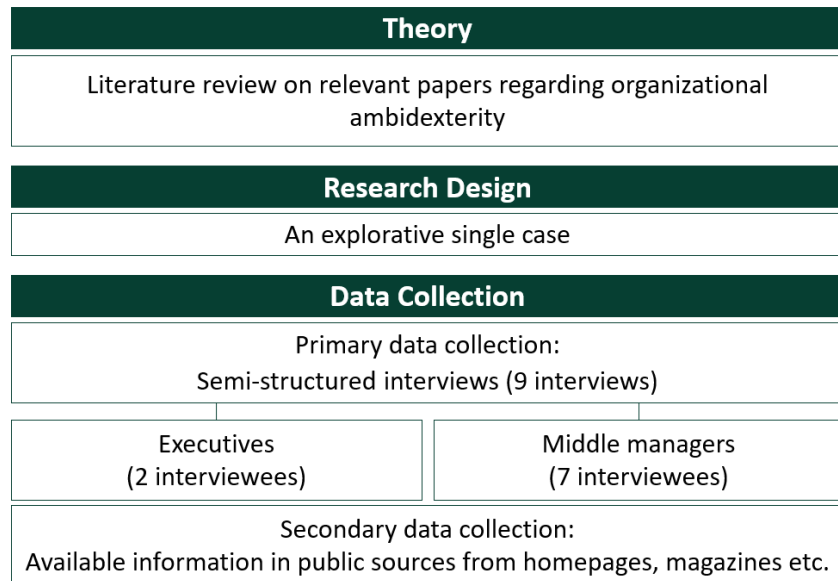 Theory
Literature review on relevant papers regarding organizational
ambidexterity
Research Design
An explorative single case
Data Collection
Primary data collection:
Semi-structured interviews (9 interviews)
Executives
(2 interviewees)
Middle managers
(7 interviewees)
Secondary data collection:
Available information in public sources from homepages, magazines etc.